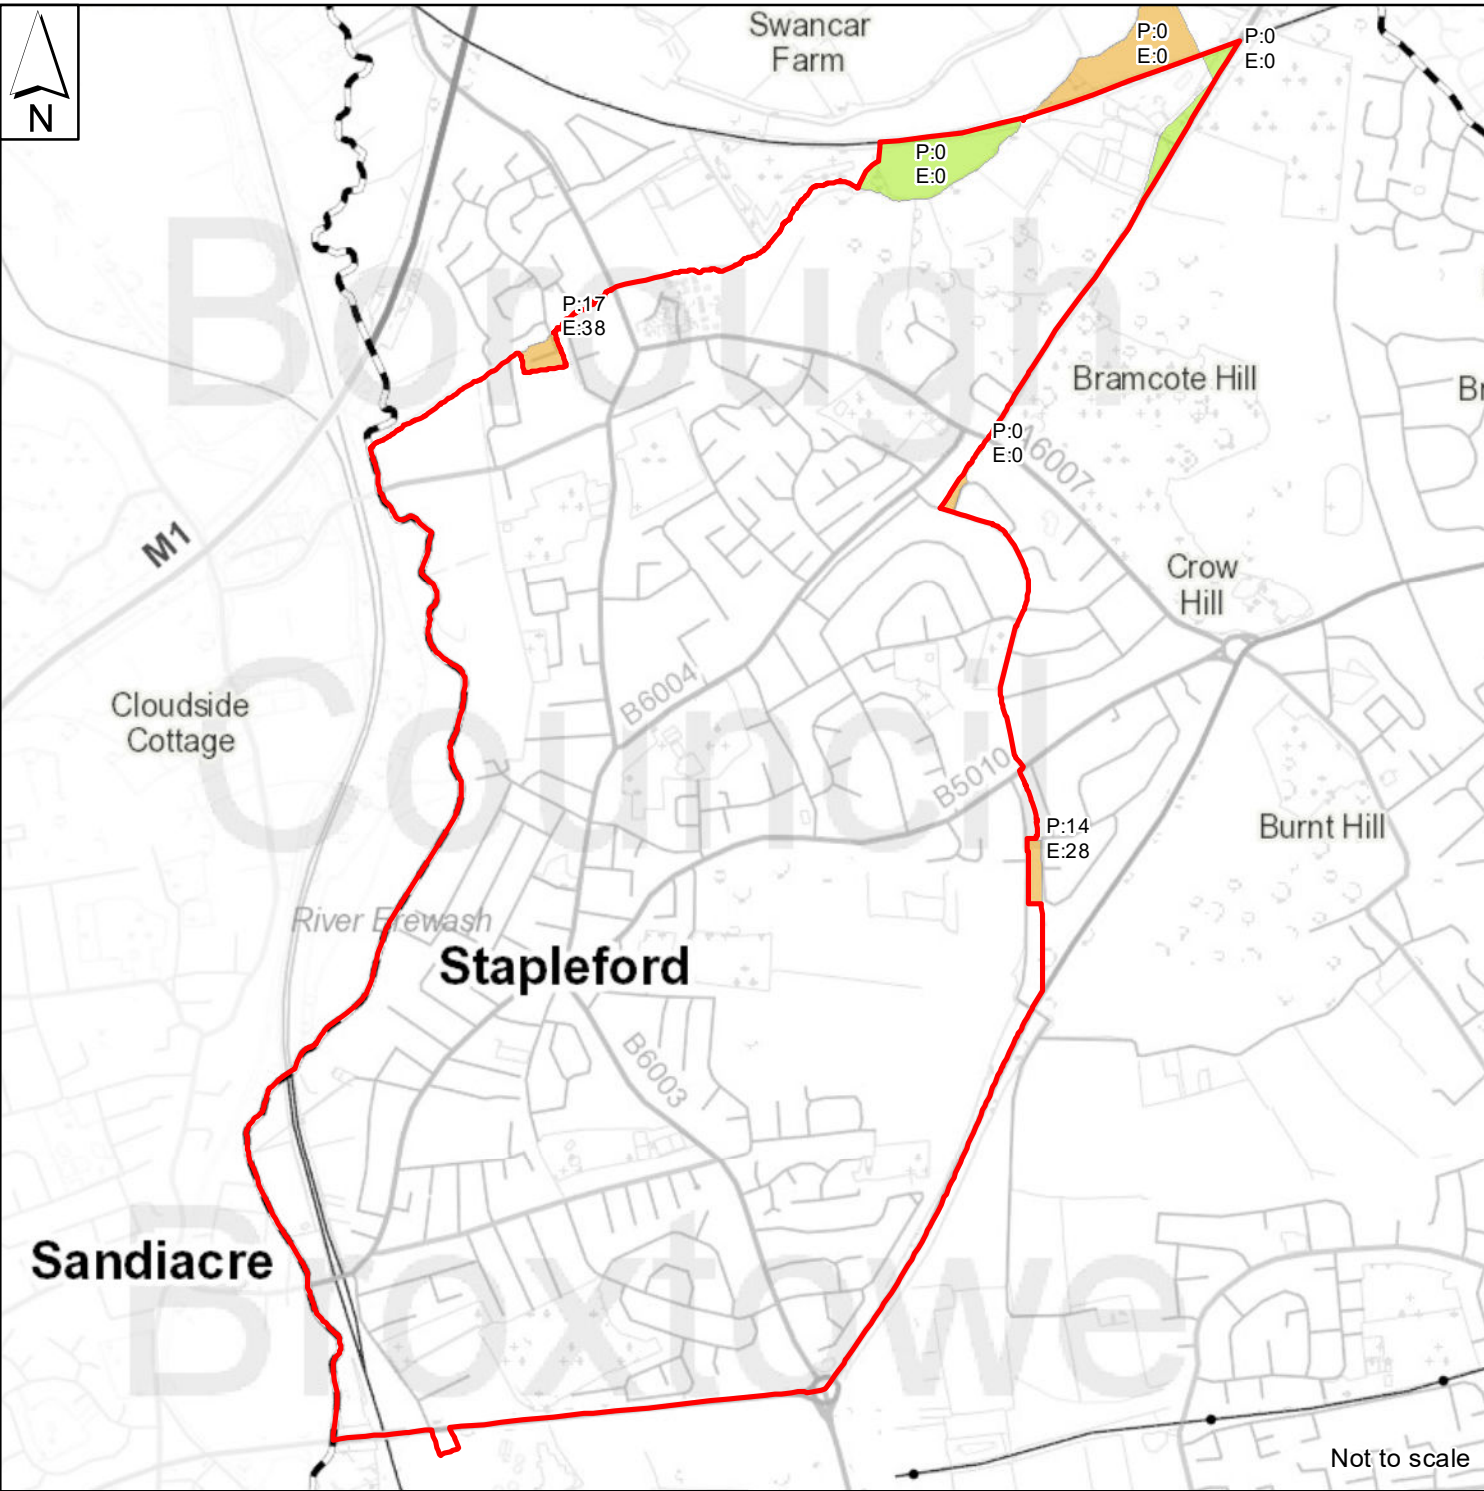 N
Swancar
Farm
P:0
E:0
P:0
E:0
P:0
E:0
Borough
P:17
E:38
Bramcote Hill
Br
P:0
E:0
A6007
M1
Crow
Hill
Cloudside
Cottage
B6004
Council
B5010
P:14
E:28
Burnt Hill
River Erewash
Stapleford
B6003
Sandiacre
Broxtowe
Not to scale